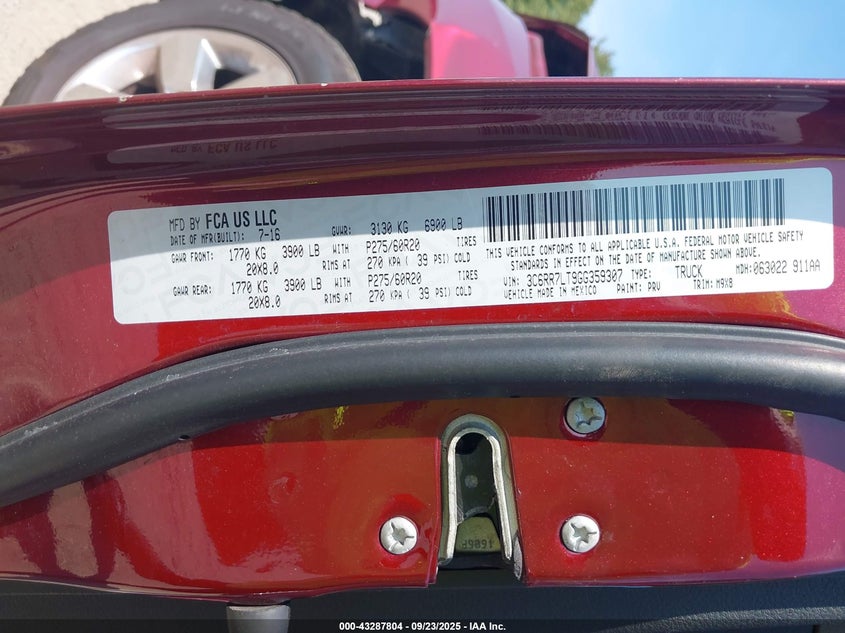 MFD BY FCA US LLC
DATE OF MFR(BUILT): 7-16 GVWR: 3130 KG 6900 LB
GAWR FRONT: 1770 KG 3900 LB WITH P275/60R20 TIRES
20X8.0 RIMS AT 270 KPA ( 39 PSI) COLD
GAWR REAR: 1770 KG 3900 LB WITH P275/60R20 TIRES
20X8.0 RIMS AT 270 KPA ( 39 PSI) COLD
THIS VEHICLE CONFORMS TO ALL APPLICABLE U.S.A. FEDERAL MOTOR VEHICLE SAFETY
STANDARDS IN EFFECT ON THE DATE OF MANUFACTURE SHOWN ABOVE.
VIN: 3C6RR7LT9GG359307 TYPE: TRUCK MDH: 063022 911AA
VEHICLE MADE IN MEXICO PAINT: PRV TRIM: M9X8
000-43287804 - 09/23/2025 - IAA Inc.